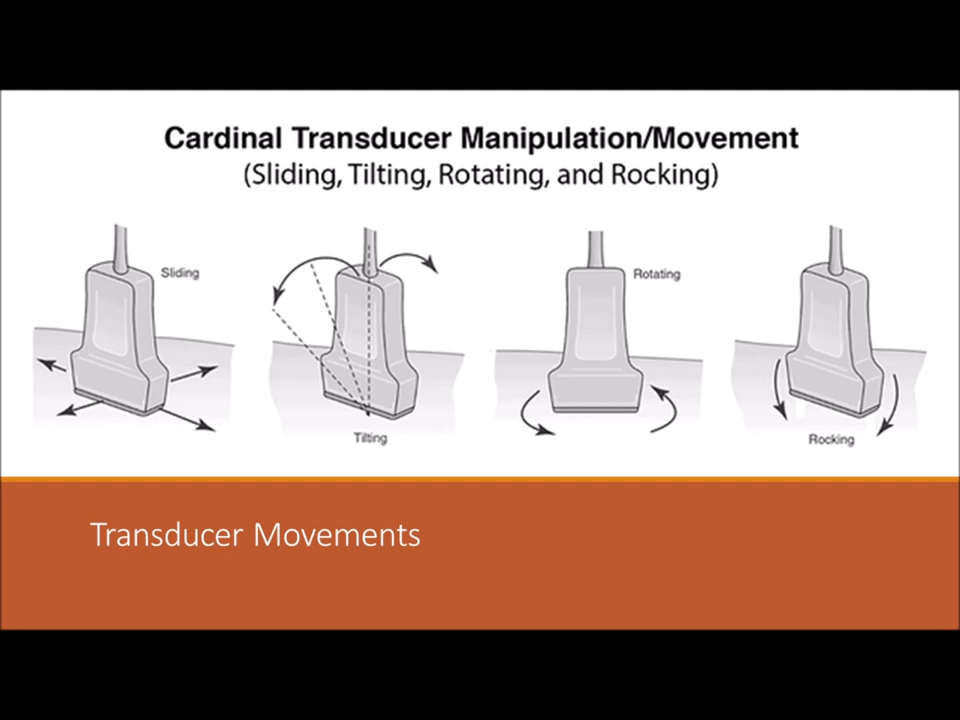 Cardinal Transducer Manipulation/Movement
(Sliding, Tilting, Rotating, and Rocking)
Sliding
Tilting
Rotating
Rocking
Transducer Movements